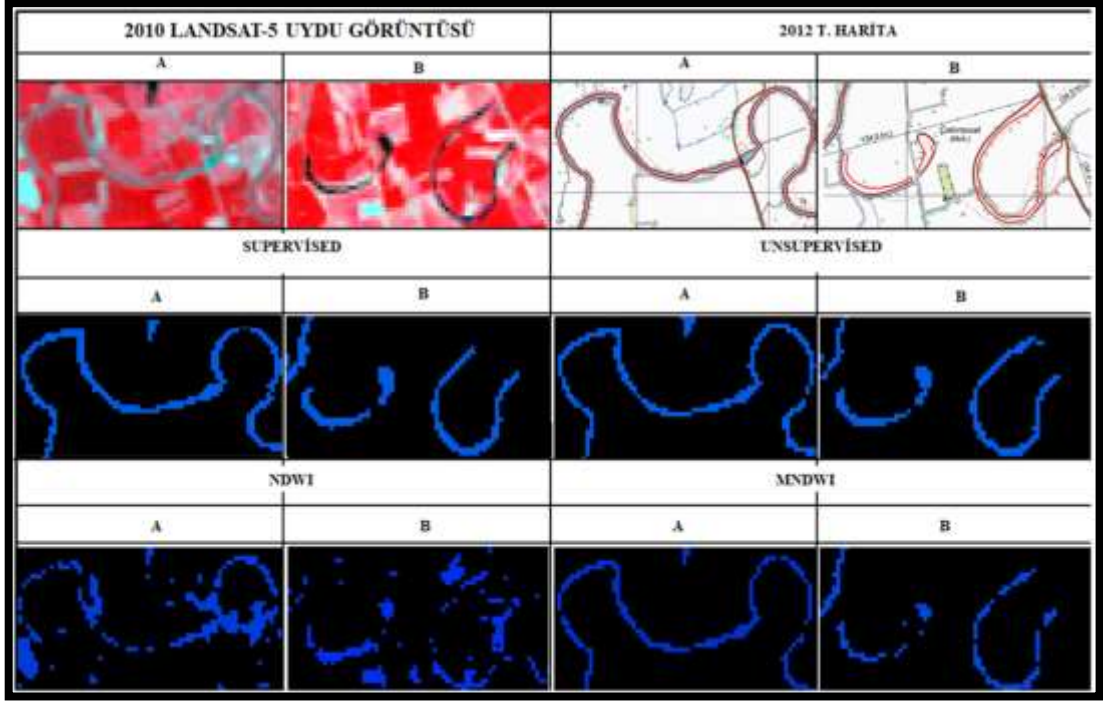 2010 LANDSAT-5 UYDU GÖRÜNTÜSÜ
2012 T. HARİTA
A
B
A
B
SUPERVİSED
UNSUPERVİSED
A
B
A
B
NDWI
MNDWI
A
B
A
B